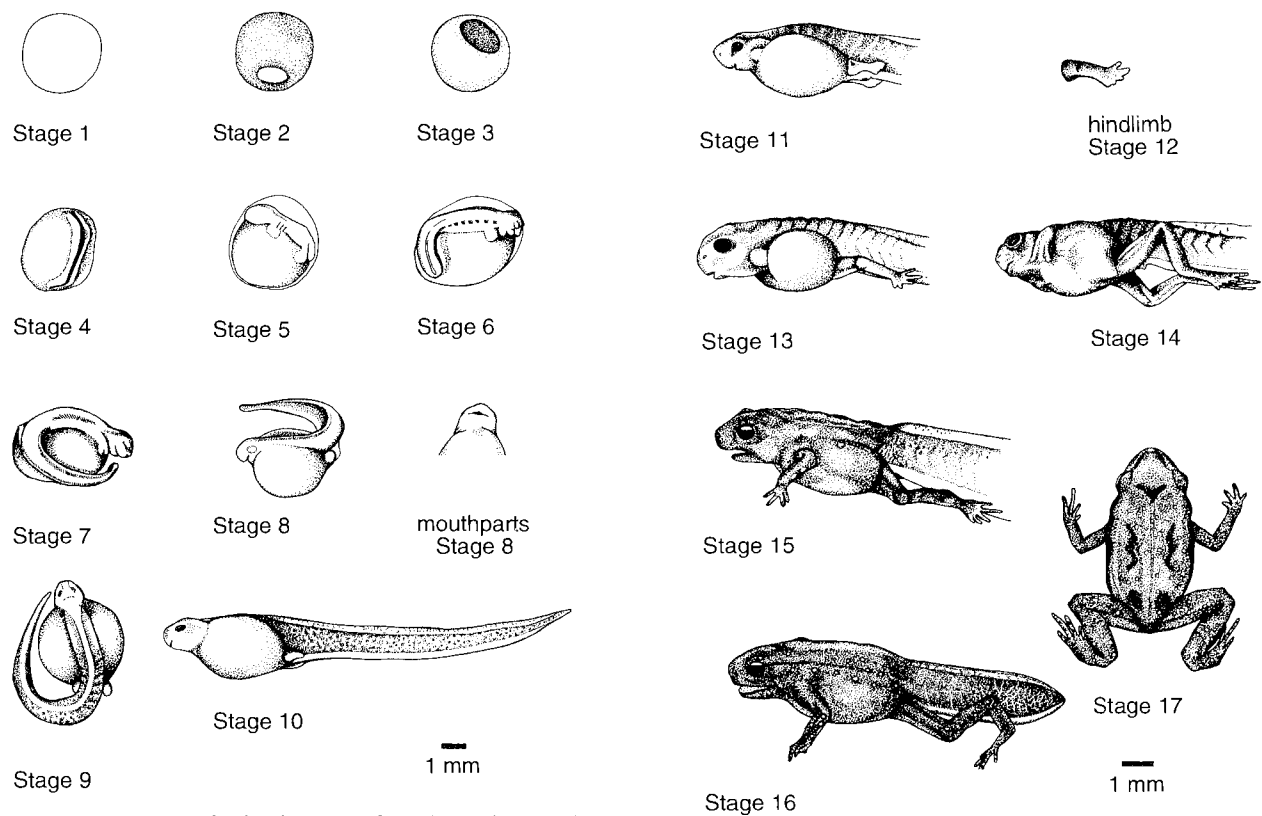 Stage 1
Stage 2
Stage 3
Stage 4
Stage 5
Stage 6
Stage 7
Stage 8
mouthparts
Stage 8
Stage 9
Stage 10
1 mm
Stage 11
hindlimb
Stage 12
Stage 13
Stage 14
Stage 15
Stage 16
Stage 17
1 mm